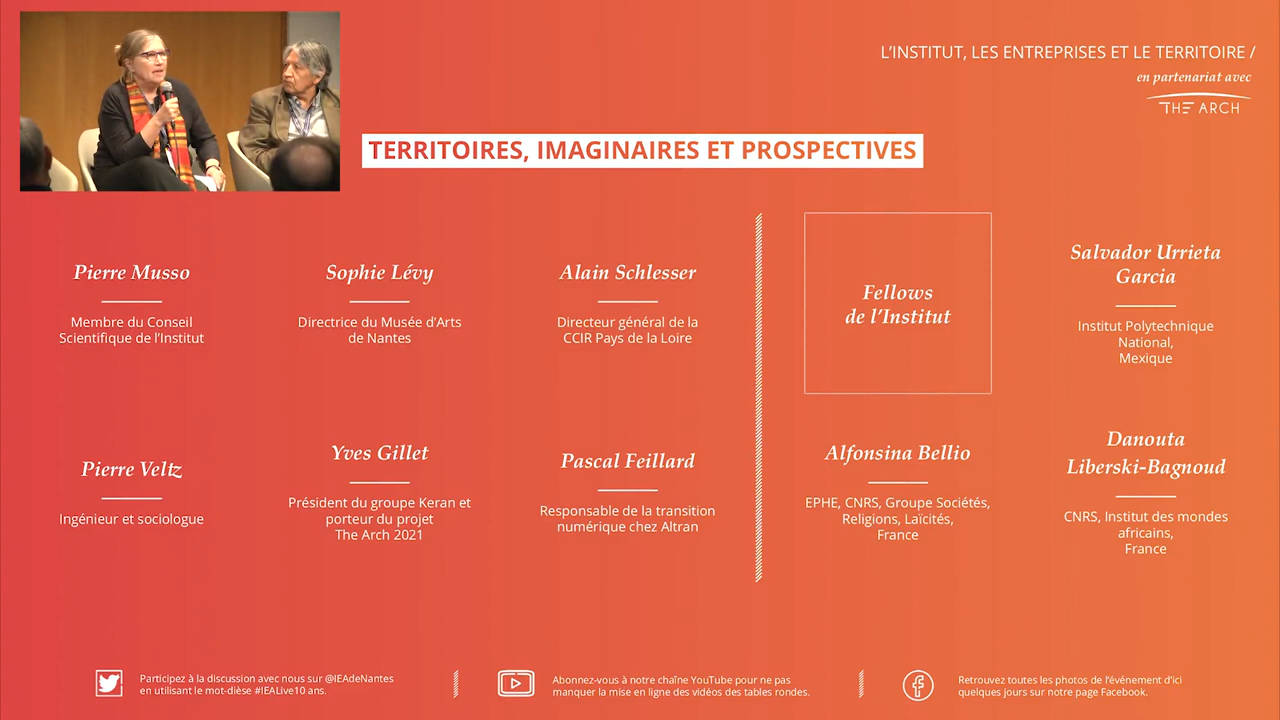 L'INSTITUT, LES ENTREPRISES ET LE TERRITOIRE /
en partenariat avec
THE ARCH
TERRITOIRES, IMAGINAIRES ET PROSPECTIVES
Pierre Musso
Membre du Conseil
Scientifique de l'Institut
Sophie Lévy
Directrice du Musée d'Arts
de Nantes
Alain Schlesser
Directeur général de la
CCIR Pays de la Loire
Fellows
de l'Institut
Salvador Urrieta
Garcia
Institut Polytechnique
National,
Mexique
Pierre Veltz
Ingénieur et sociologue
Yves Gillet
Président du groupe Keran et
porteur du projet
The Arch 2021
Pascal Feillard
Responsable de la transition
numérique chez Altran
Alfonsina Bellio
EPHE, CNRS, Groupe Sociétés,
Religions, Laïcités,
France
Danouta
Liberski-Bagnoud
CNRS, Institut des mondes
africains,
France
Participez à la discussion avec nous sur @IEAdeNantes
en utilisant le mot-dièse #IEALive10 ans.
Abonnez-vous à notre chaîne YouTube pour ne pas
manquer la mise en ligne des vidéos des tables rondes.
Retrouvez toutes les photos de l'événement d'ici
quelques jours sur notre page Facebook.